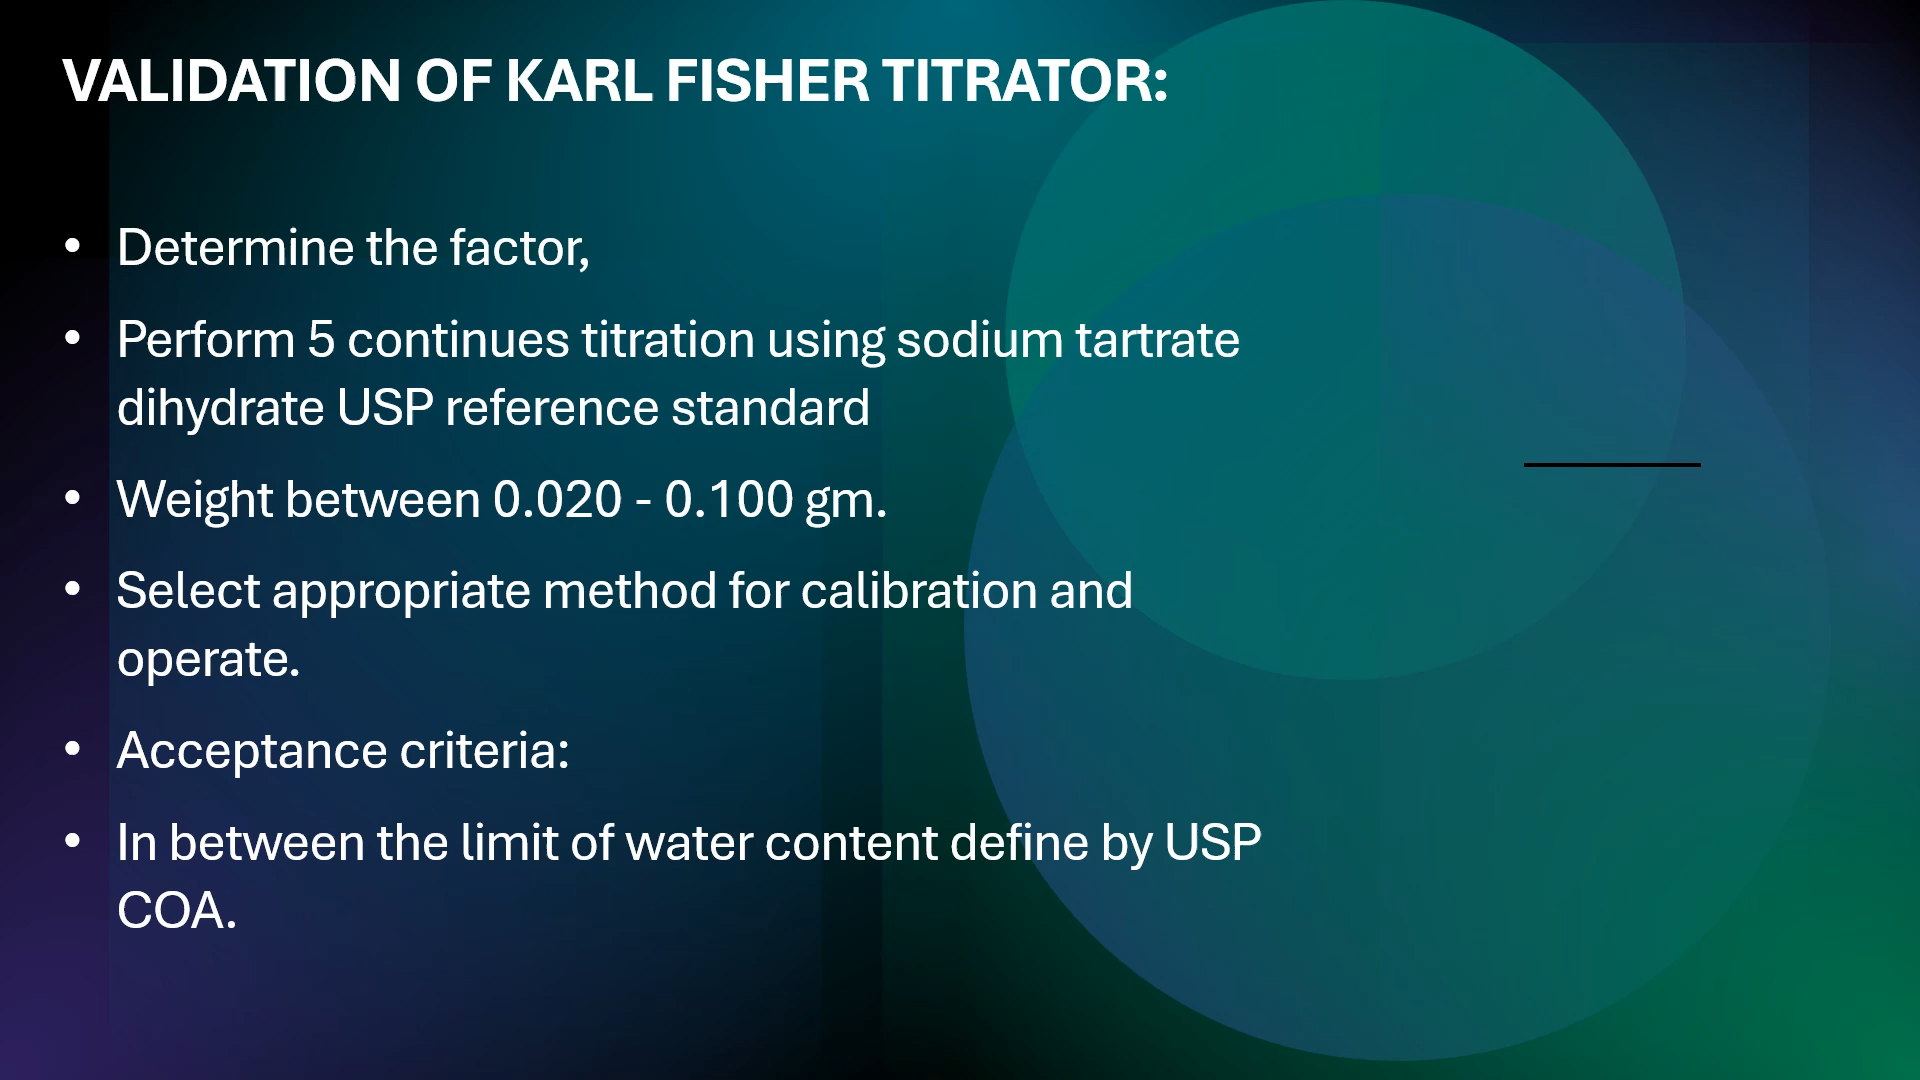 VALIDATION OF KARL FISHER TITRATOR:
• Determine the factor,
• Perform 5 continues titration using sodium tartrate
dihydrate USP reference standard
• Weight between 0.020 - 0.100 gm.
• Select appropriate method for calibration and
operate.
• Acceptance criteria:
• In between the limit of water content define by USP
COA.